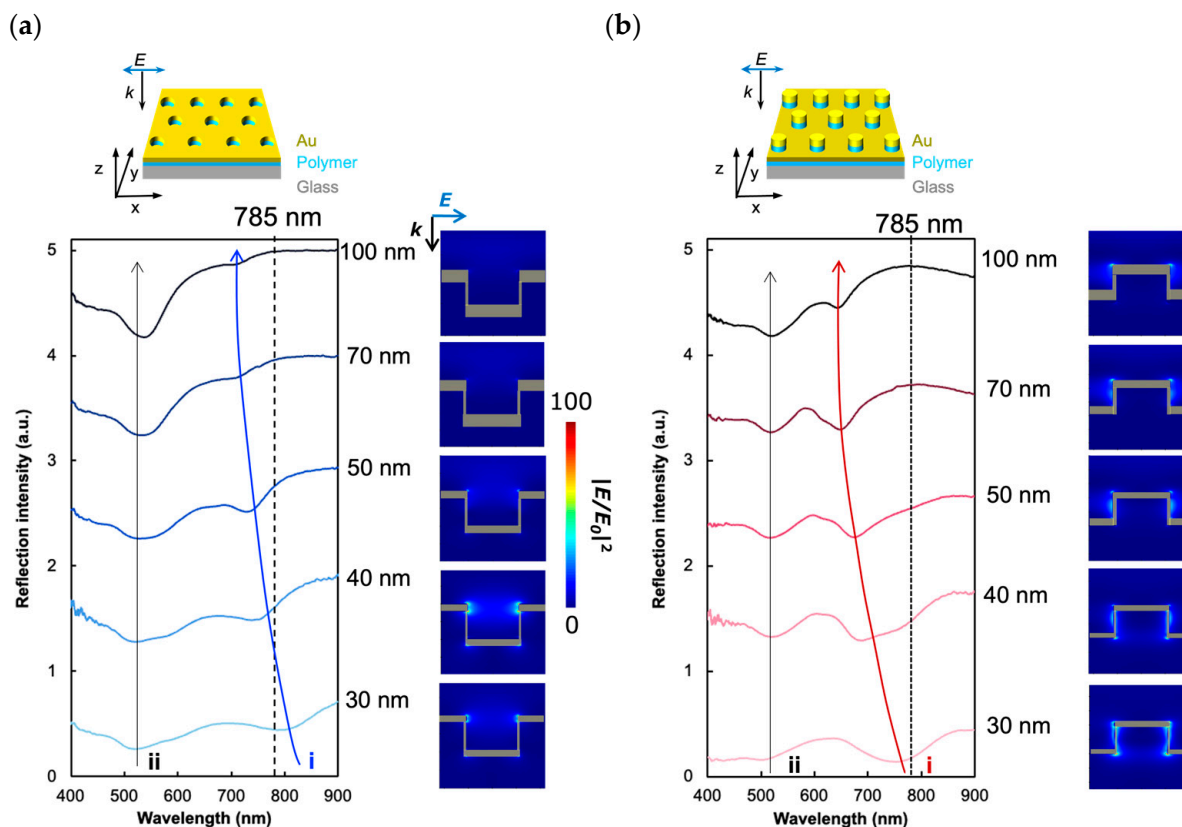 (a)
E
k
Au
Polymer
Glass
z
y
x
785 nm
E
k
5
4
3
2
1
0
Reflection intensity (a.u.)
100 nm
70 nm
50 nm
40 nm
30 nm
ii
i
400 500 600 700 800 900
Wavelength (nm)
100
|E/E0|²
0
(b)
E
k
Au
Polymer
Glass
z
y
x
785 nm
5
4
3
2
1
0
Reflection intensity (a.u.)
100 nm
70 nm
50 nm
40 nm
30 nm
ii
i
400 500 600 700 800 900
Wavelength (nm)